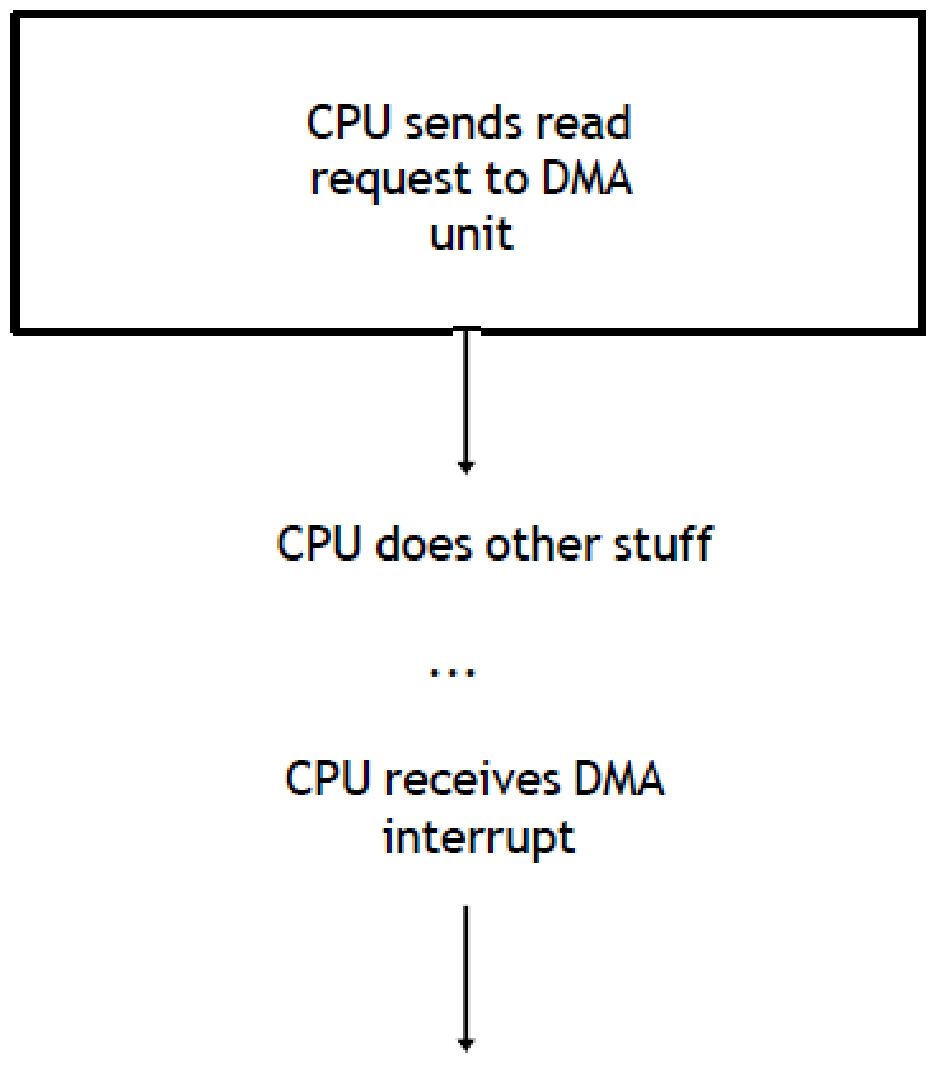 CPU sends read
request to DMA
unit
CPU does other stuff
...
CPU receives DMA
interrupt